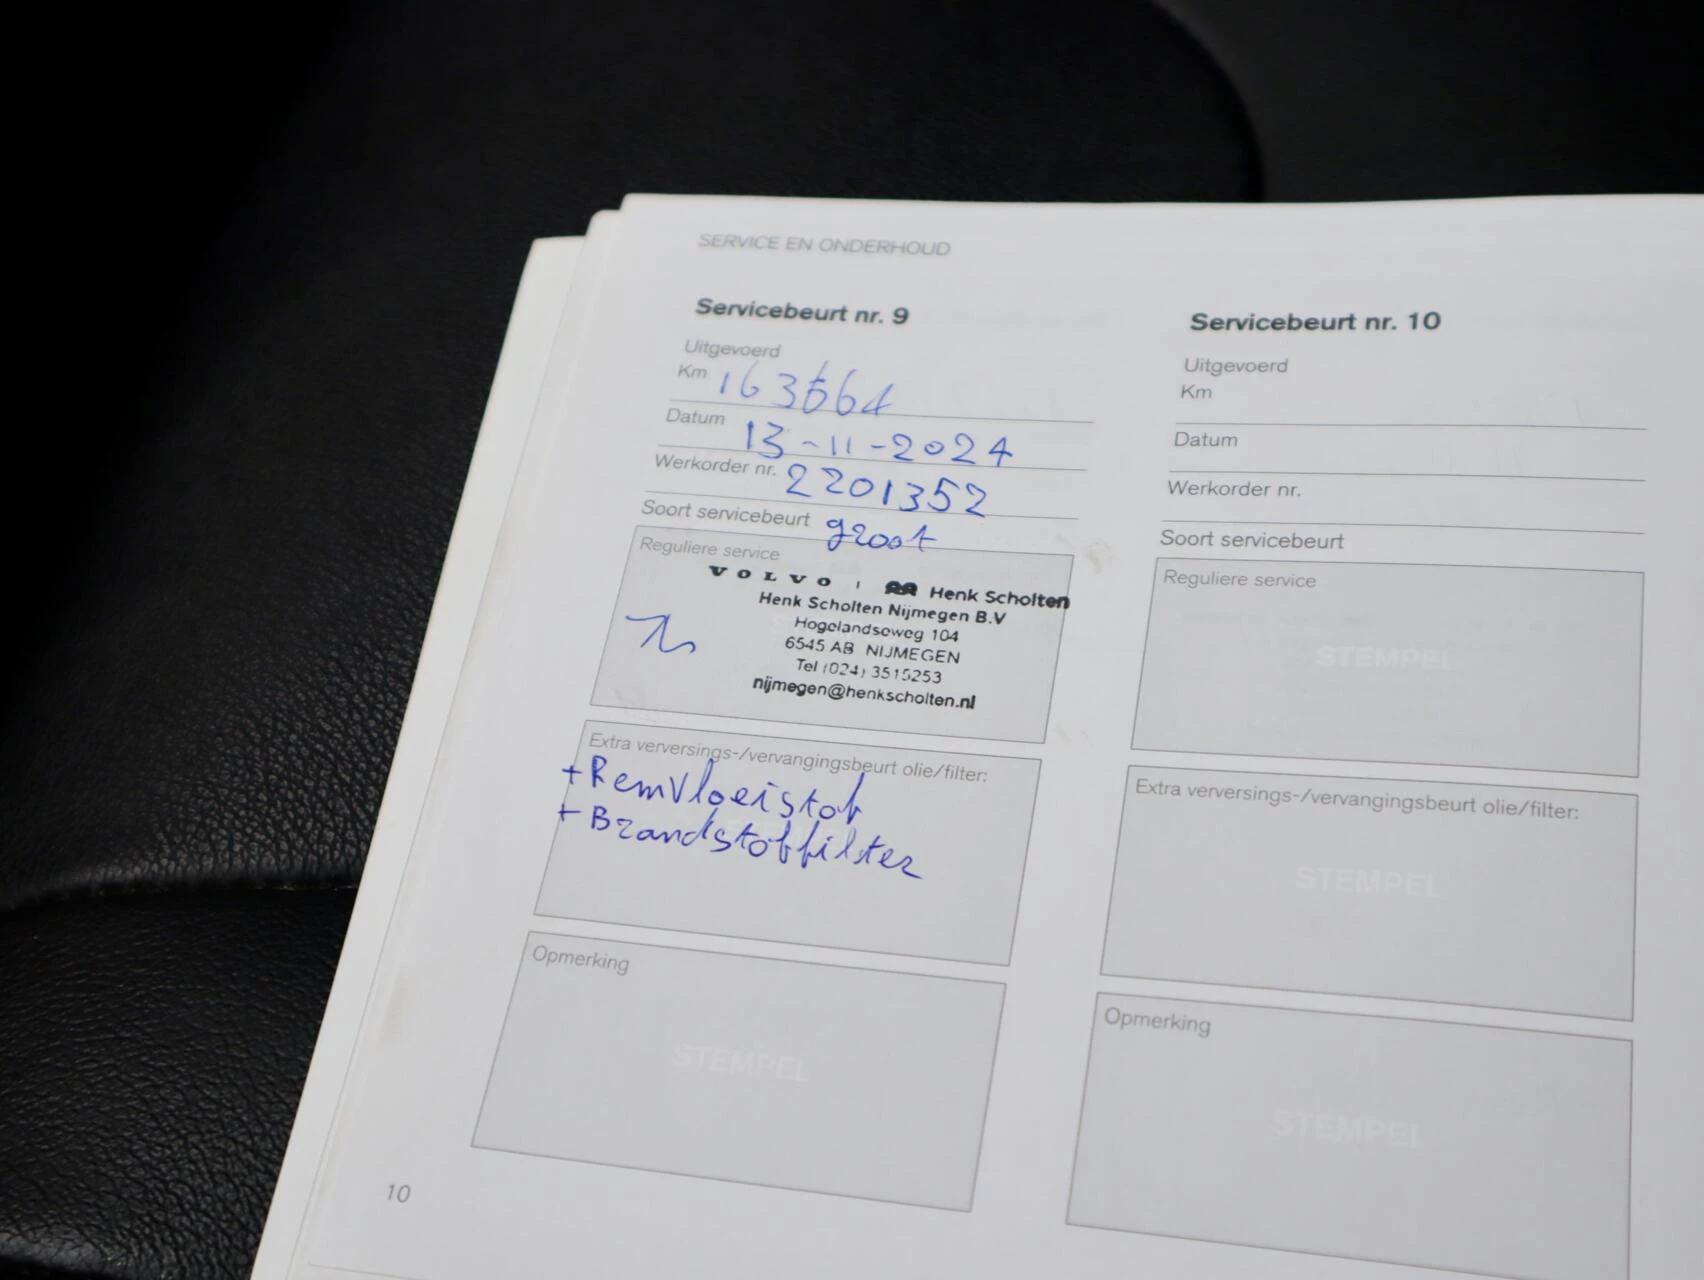 SERVICE EN ONDERHOUD
Servicebeurt nr. 9
Uitgevoerd
Km 163664
Datum 13-11-2024
Werkorder nr. 2201352
Soort servicebeurt groot
Reguliere service
VOLVO | Henk Scholten
Henk Scholten Nijmegen B.V
Hogelandseweg 104
6545 AB NIJMEGEN
Tel (024) 3515253
nijmegen@henkscholten.nl
Extra verversings-/vervangingsbeurt olie/filter:
+Remvloeistof
+Brandstoffilter
Opmerking
STEMPEL
10
Servicebeurt nr. 10
Uitgevoerd
Km
Datum
Werkorder nr.
Soort servicebeurt
Reguliere service
STEMPEL
Extra verversings-/vervangingsbeurt olie/filter:
STEMPEL
Opmerking
STEMPEL